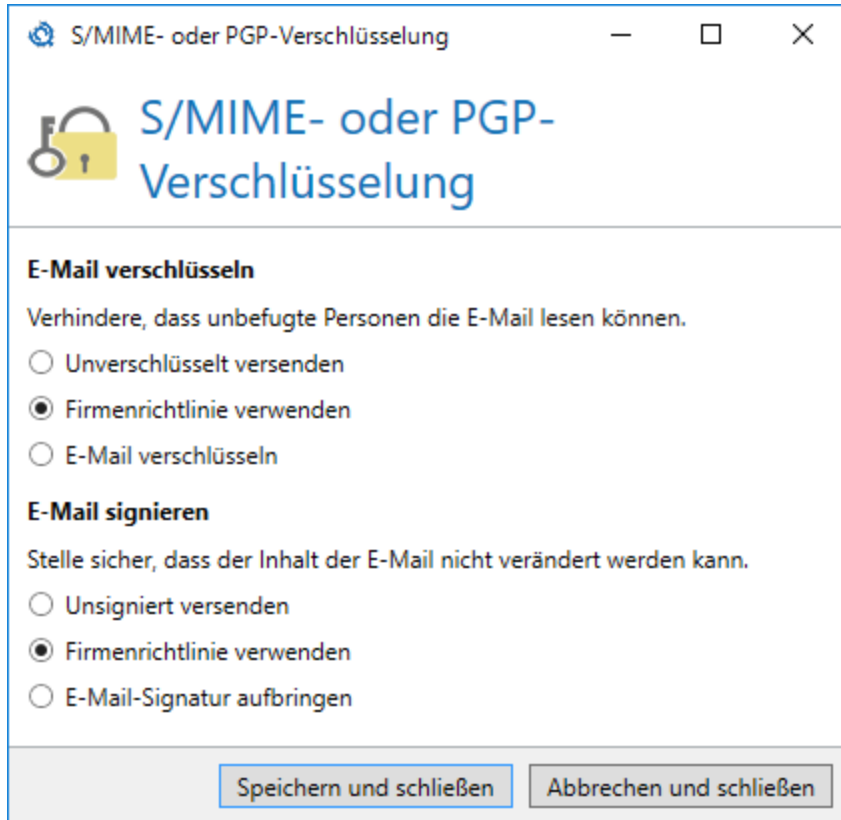 S/MIME- oder PGP-Verschlüsselung
S/MIME- oder PGP-
Verschlüsselung
E-Mail verschlüsseln
Verhindere, dass unbefugte Personen die E-Mail lesen können.
Unverschlüsselt versenden
Firmenrichtlinie verwenden
E-Mail verschlüsseln
E-Mail signieren
Stelle sicher, dass der Inhalt der E-Mail nicht verändert werden kann.
Unsigniert versenden
Firmenrichtlinie verwenden
E-Mail-Signatur aufbringen
Speichern und schließen Abbrechen und schließen